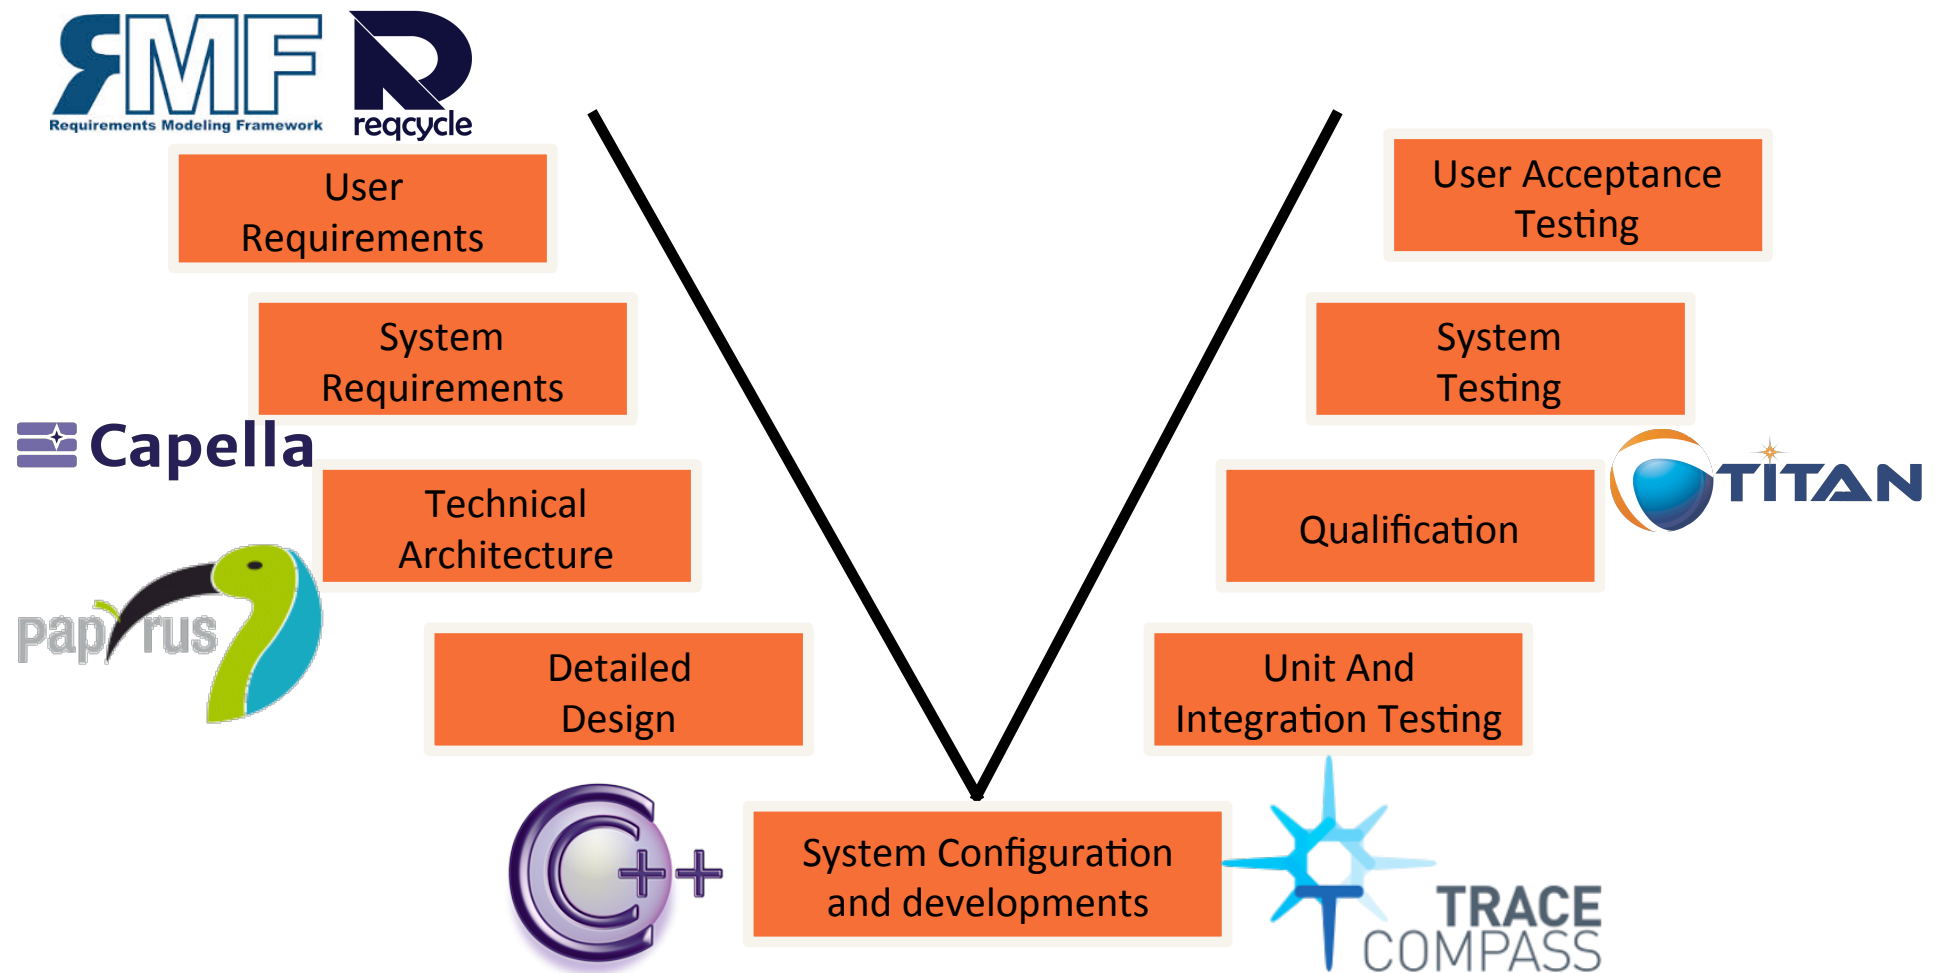 RMF
Requirements Modeling Framework
R
reqcycle
User
Requirements
User Acceptance
Testing
System
Requirements
System
Testing
Capella
TITAN
Technical
Architecture
Qualification
papyrus
Detailed
Design
Unit And
Integration Testing
C++
System Configuration
and developments
TRACE
COMPASS